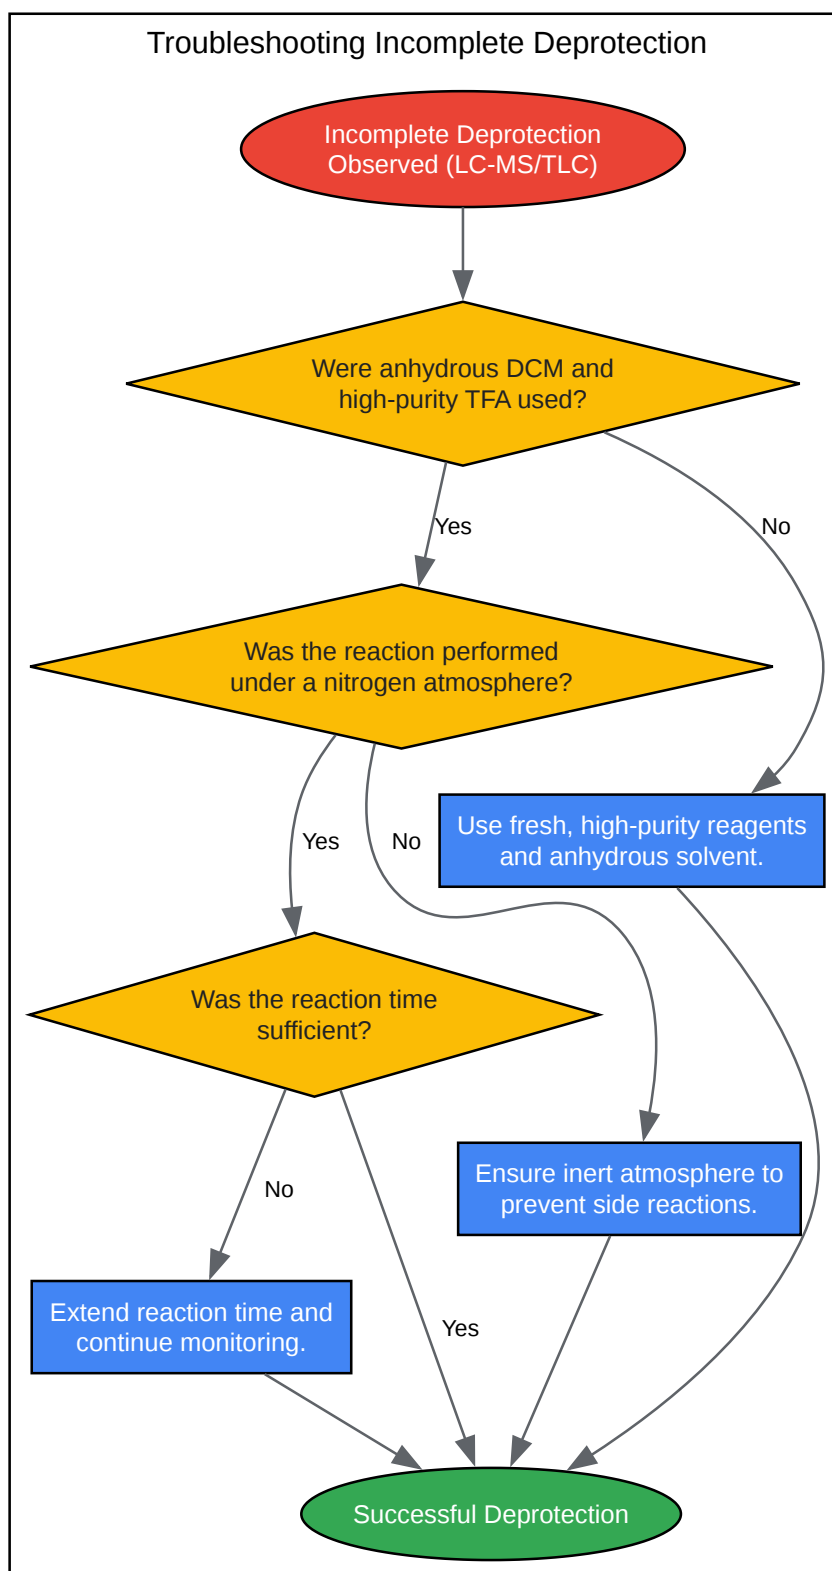 Troubleshooting Incomplete Deprotection
Incomplete Deprotection
Observed (LC-MS/TLC)
Were anhydrous DCM and
high-purity TFA used?
Yes
No
Was the reaction performed
under a nitrogen atmosphere?
Yes
No
Use fresh, high-purity reagents
and anhydrous solvent.
Was the reaction time
sufficient?
No
Yes
Ensure inert atmosphere to
prevent side reactions.
Extend reaction time and
continue monitoring.
Successful Deprotection